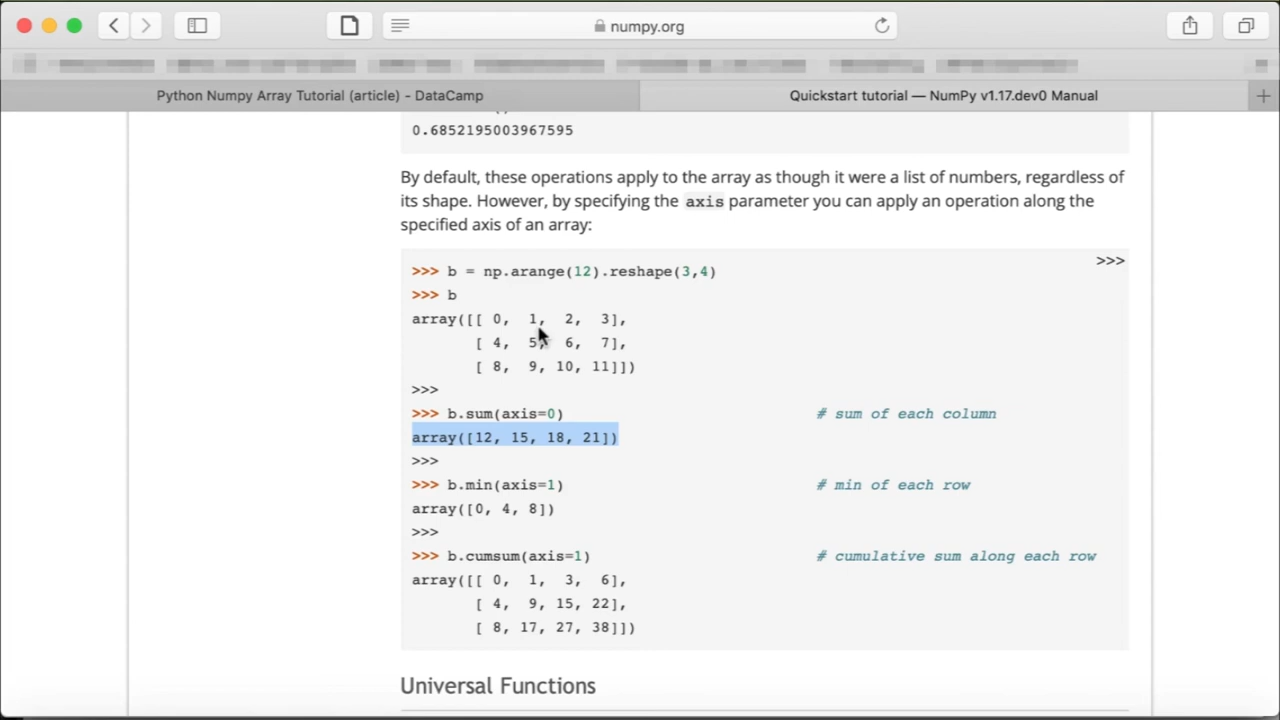 numpy.org
Python Numpy Array Tutorial (article) - DataCamp
Quickstart tutorial — NumPy v1.17.dev0 Manual
0.6852195003967595
By default, these operations apply to the array as though it were a list of numbers, regardless of
its shape. However, by specifying the axis parameter you can apply an operation along the
specified axis of an array:
>>>
>>> b = np.arange(12).reshape(3,4)
>>> b
array([[ 0,  1,  2,  3],
[ 4,  5,  6,  7],
[ 8,  9, 10, 11]])
>>>
>>> b.sum(axis=0) # sum of each column
array([12, 15, 18, 21])
>>>
>>> b.min(axis=1) # min of each row
array([0, 4, 8])
>>>
>>> b.cumsum(axis=1) # cumulative sum along each row
array([[ 0,  1,  3,  6],
[ 4,  9, 15, 22],
[ 8, 17, 27, 38]])
Universal Functions